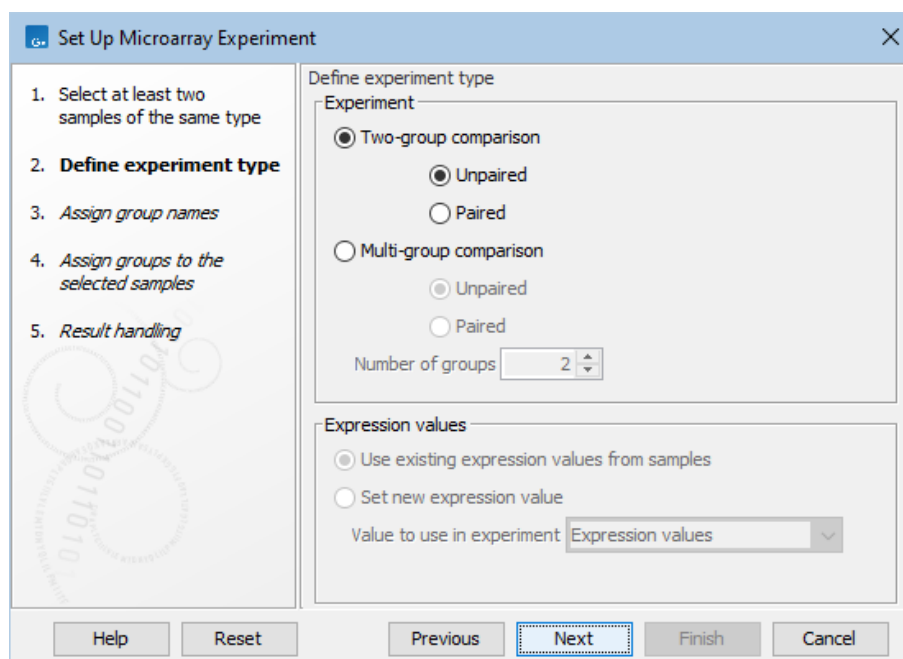 Set Up Microarray Experiment
1. Select at least two
samples of the same type
2. Define experiment type
3. Assign group names
4. Assign groups to the
selected samples
5. Result handling
Define experiment type
Experiment
Two-group comparison
Unpaired
Paired
Multi-group comparison
Unpaired
Paired
Number of groups 2
Expression values
Use existing expression values from samples
Set new expression value
Value to use in experiment Expression values
Help Reset Previous Next Finish Cancel